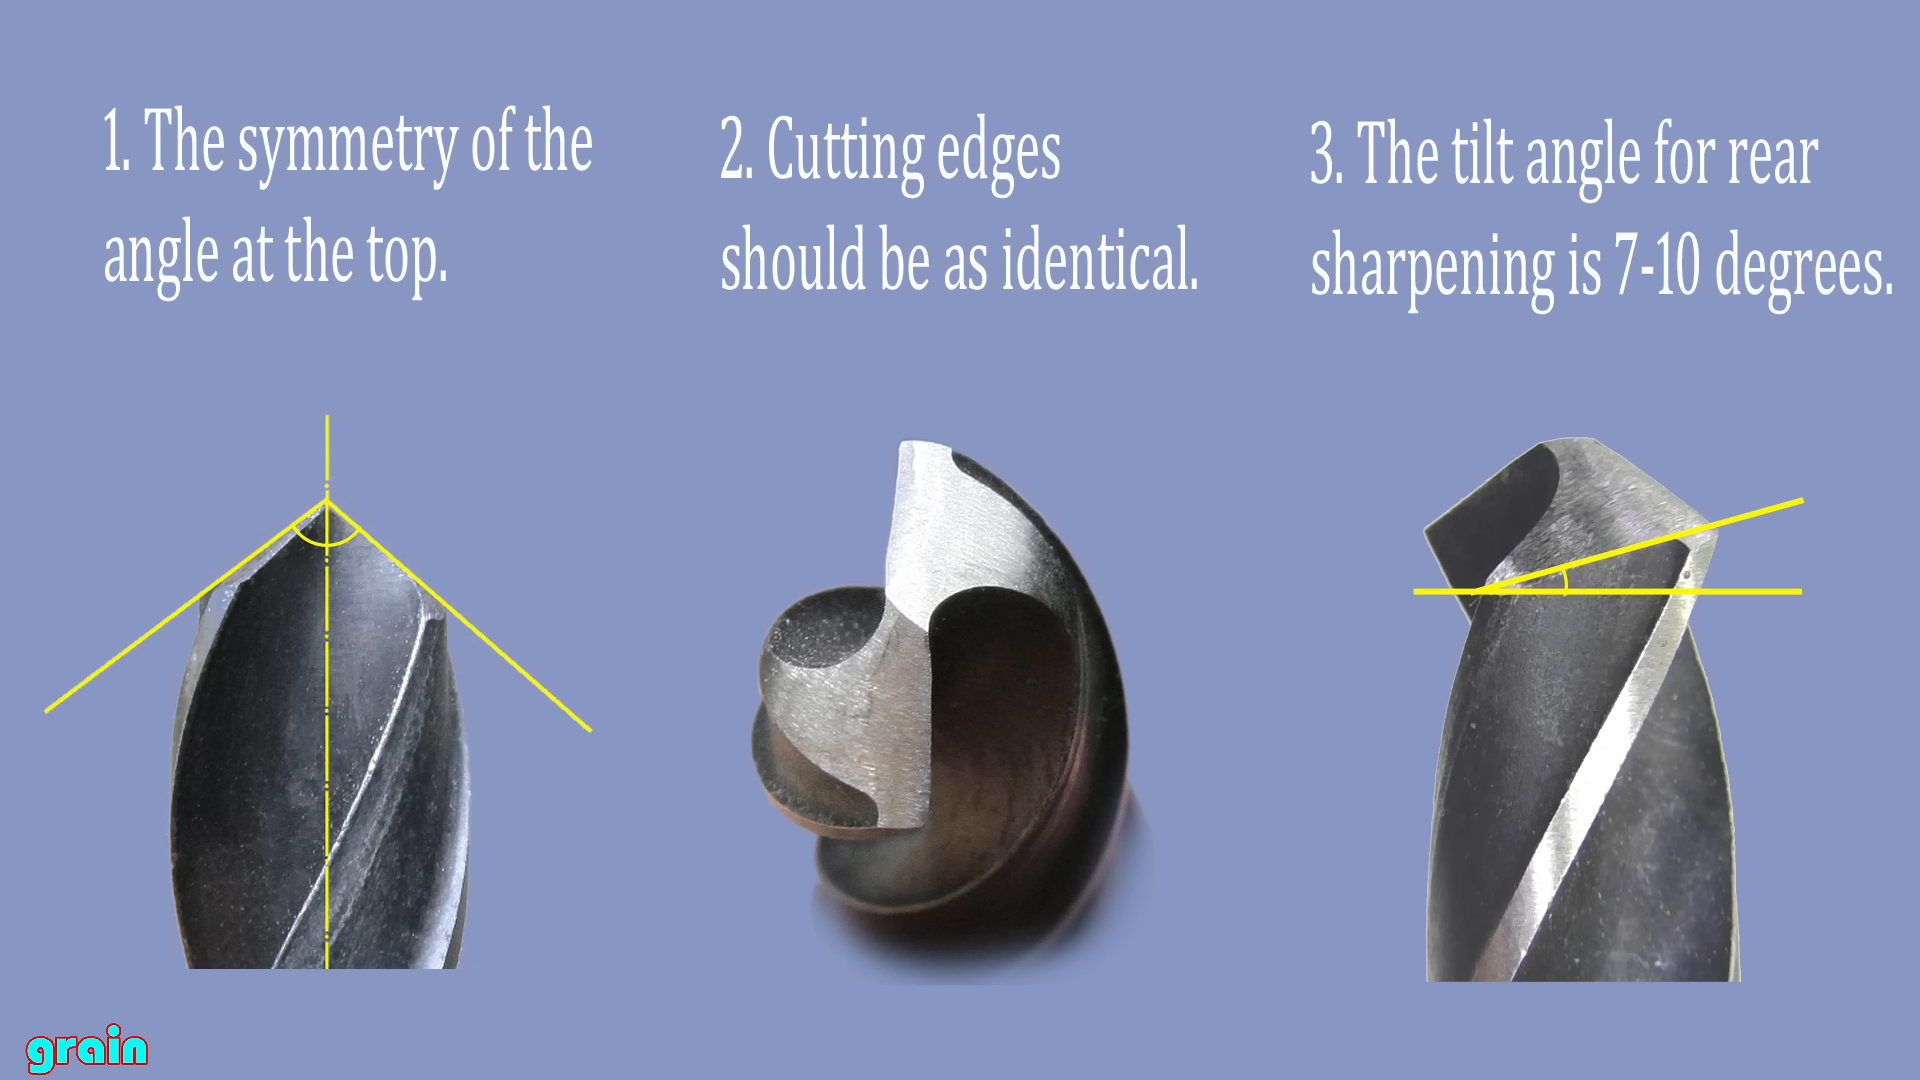 1. The symmetry of the
angle at the top.
2. Cutting edges
should be as identical.
3. The tilt angle for rear
sharpening is 7-10 degrees.
grain